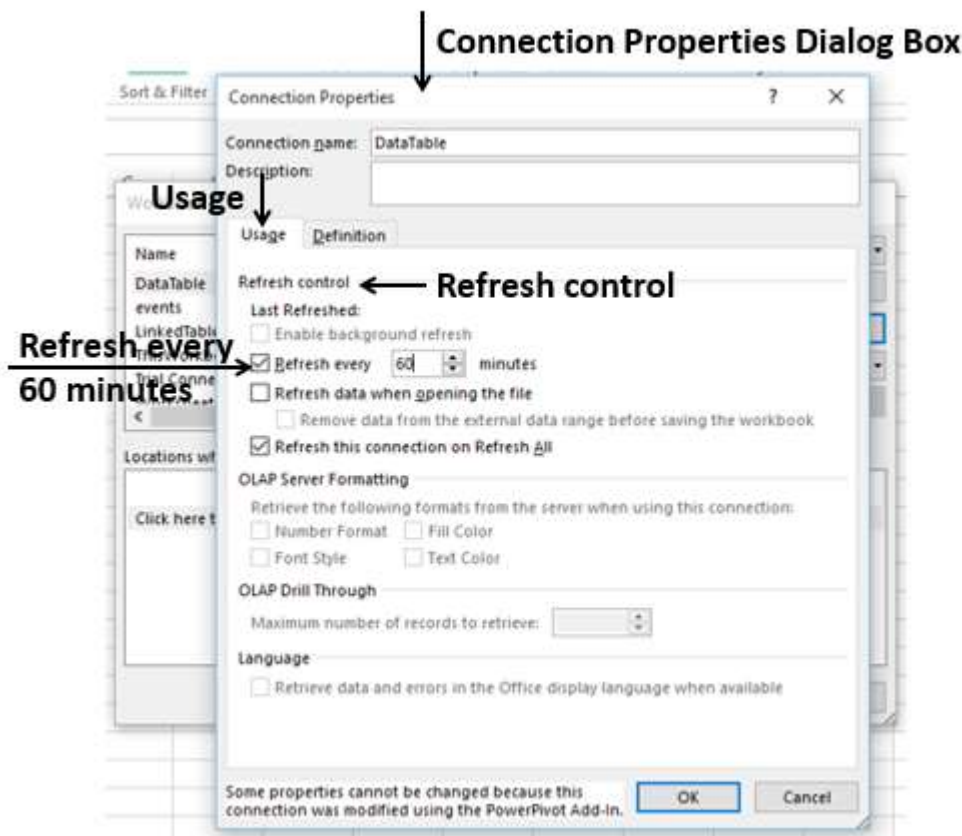 Connection Properties Dialog Box
Sort & Filter
Connection Properties
Connection name: DataTable
Description:
Usage
Usage Definition
Name
DataTable
events
LinkedTable
Refresh control
Refresh control
Last Refreshed:
Enable background refresh
Refresh every
60 minutes
Refresh every 60 minutes
Refresh data when opening the file
Remove data from the external data range before saving the workbook
Refresh this connection on Refresh All
Locations
Click here t
OLAP Server Formatting
Retrieve the following formats from the server when using this connection:
Number Format Fill Color
Font Style Text Color
OLAP Drill Through
Maximum number of records to retrieve:
Language
Retrieve data and errors in the Office display language when available
Some properties cannot be changed because this
connection was modified using the PowerPivot Add-In.
OK Cancel